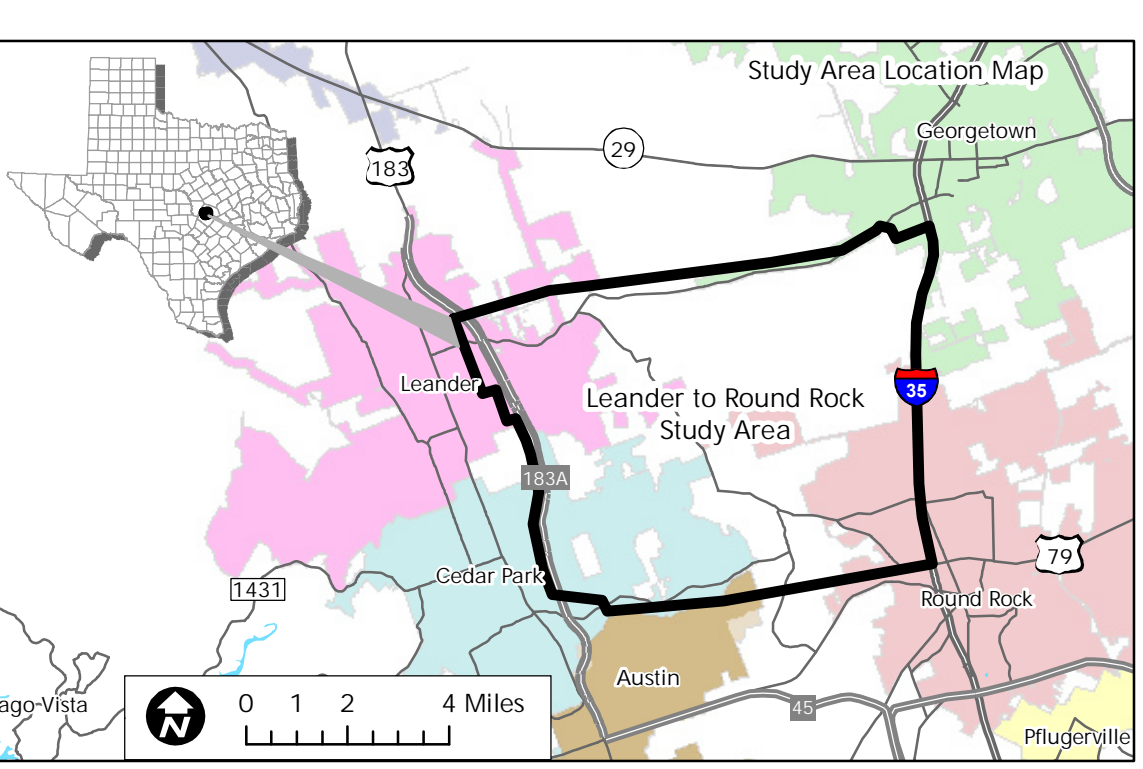 Study Area Location Map
Georgetown
29
183
Leander
Leander to Round Rock
Study Area
35
183A
79
Cedar Park
1431
Round Rock
Austin
ago Vista
0 1 2 4 Miles
N
45
Pflugerville